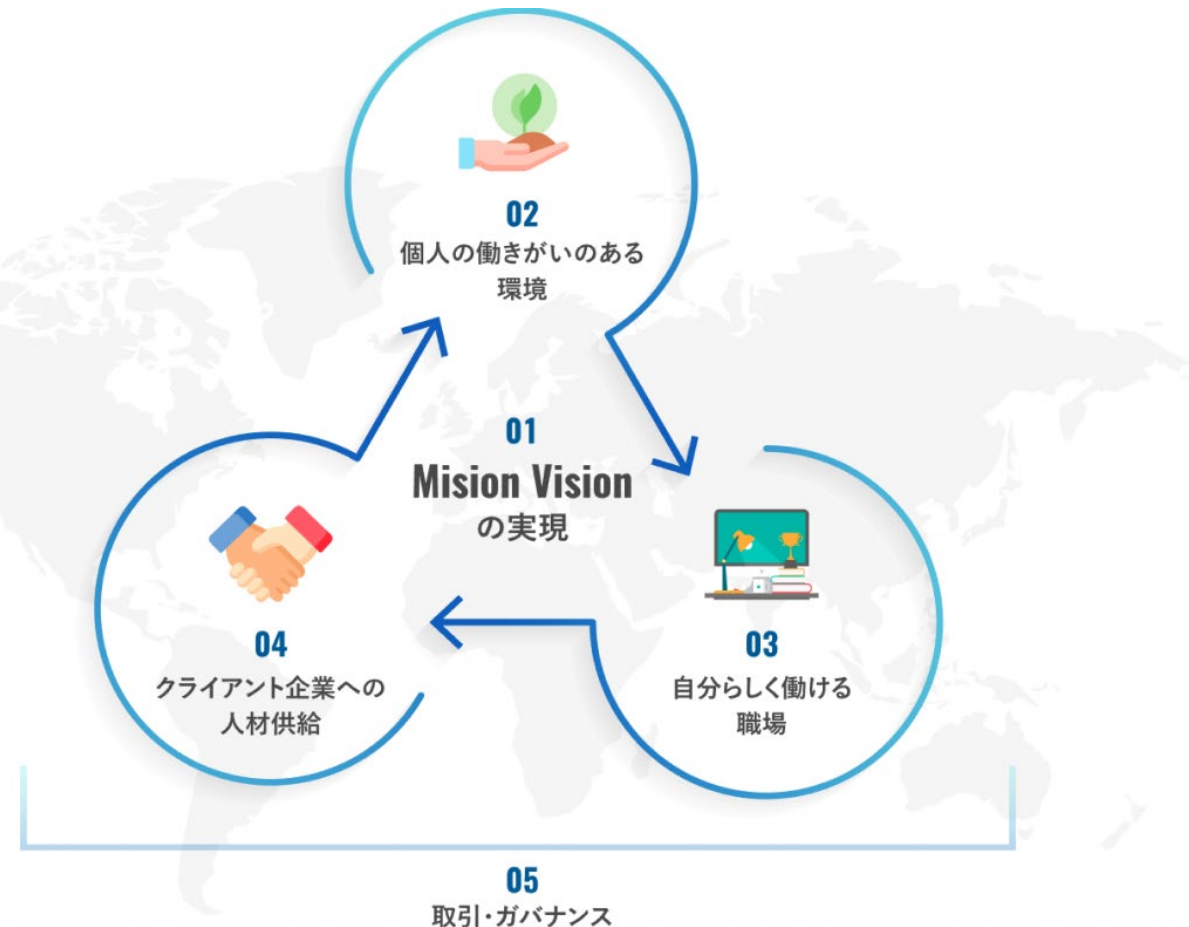 02
個人の働きがいのある
環境
01
Mision Vision
の実現
04
クライアント企業への
人材供給
03
自分らしく働ける
職場
05
取引・ガバナンス